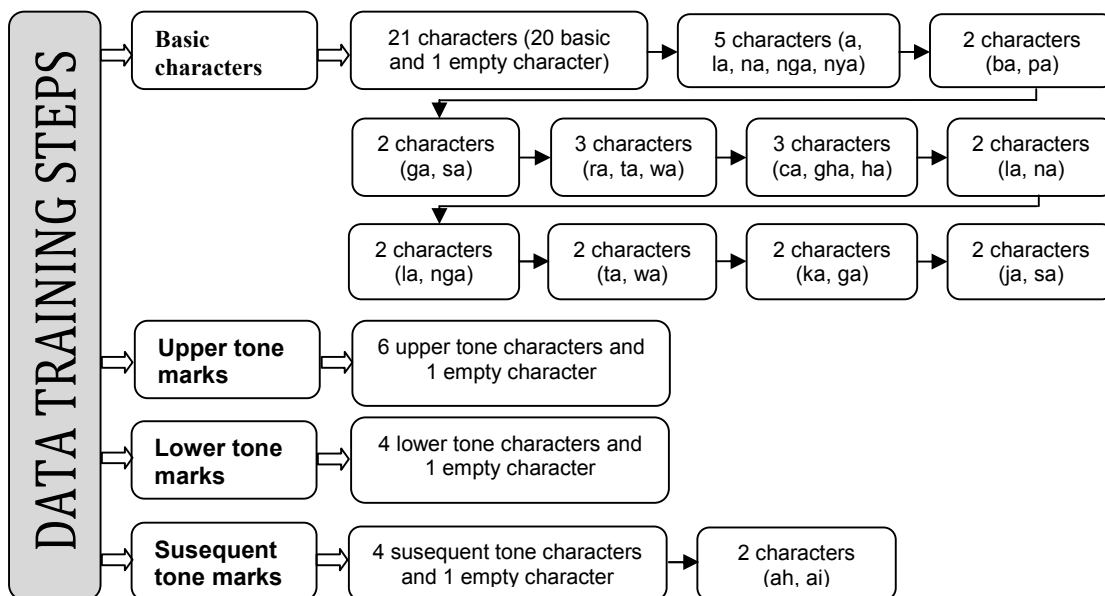 DATA TRAINING STEPS
Basic
characters
21 characters (20 basic
and 1 empty character)
5 characters (a,
la, na, nga, nya)
2 characters
(ba, pa)
2 characters
(ga, sa)
3 characters
(ra, ta, wa)
3 characters
(ca, gha, ha)
2 characters
(la, na)
2 characters
(la, nga)
2 characters
(ta, wa)
2 characters
(ka, ga)
2 characters
(ja, sa)
Upper tone
marks
6 upper tone characters and
1 empty character
Lower tone
marks
4 lower tone characters and
1 empty character
Susequent
tone marks
4 susequent tone characters
and 1 empty character
2 characters
(ah, ai)